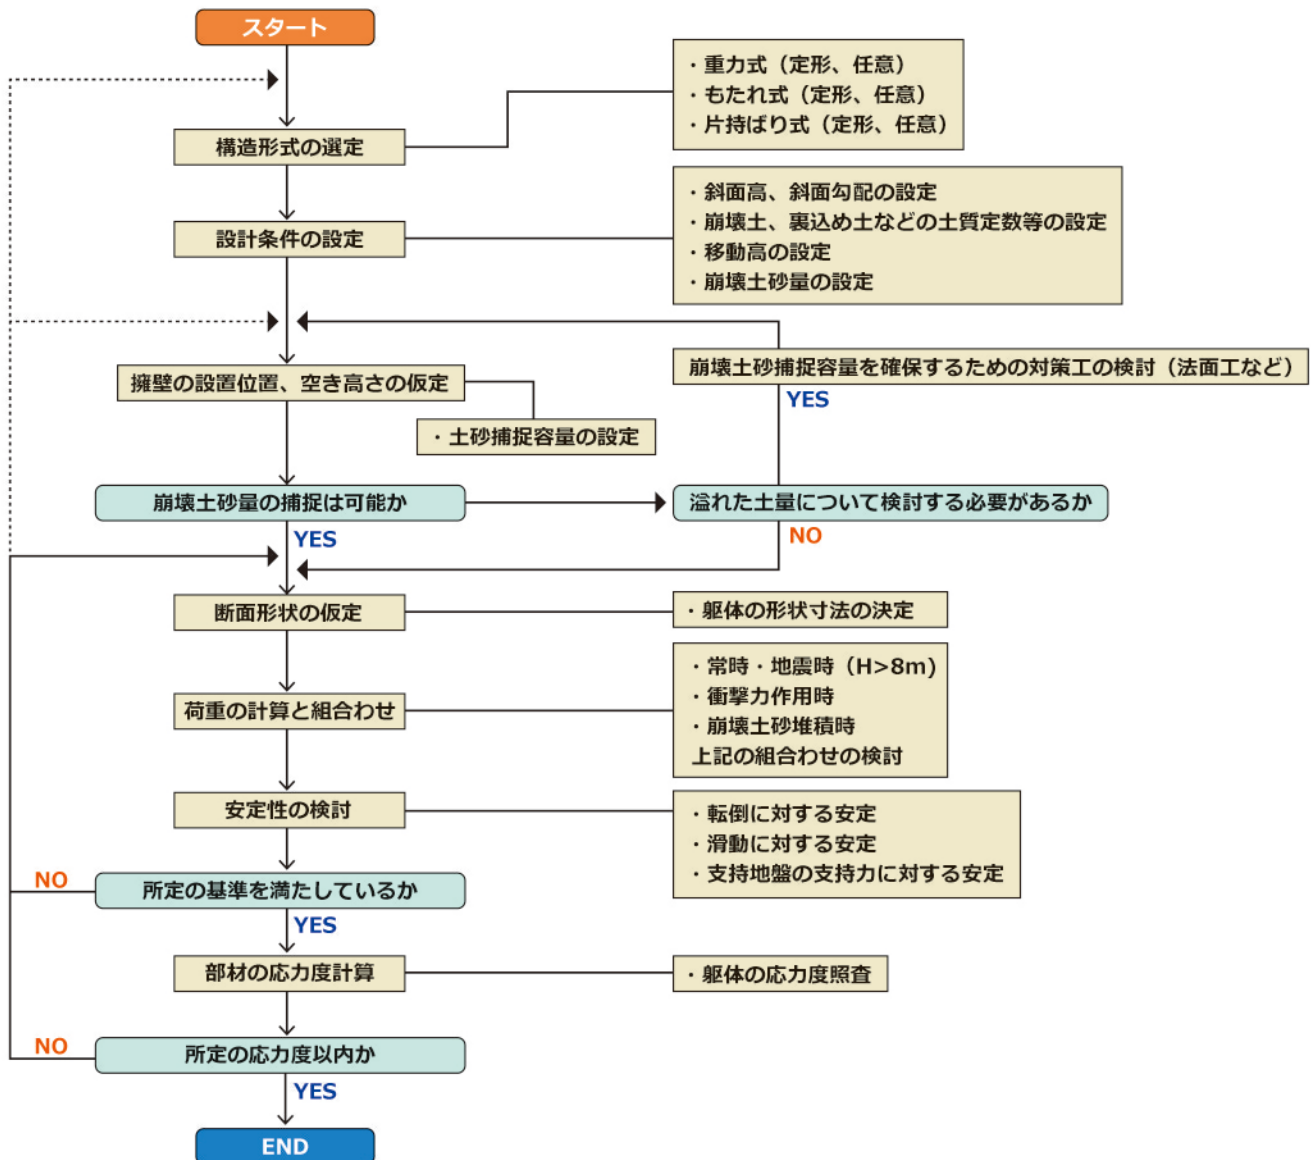 スタート
・重力式（定形、任意）
・もたれ式（定形、任意）
・片持ばり式（定形、任意）
構造形式の選定
・斜面高、斜面勾配の設定
・崩壊土、裏込め土などの土質定数等の設定
・移動高の設定
・崩壊土砂量の設定
設計条件の設定
崩壊土砂捕捉容量を確保するための対策工の検討（法面工など）
YES
擁壁の設置位置、空き高さの仮定
・土砂捕捉容量の設定
崩壊土砂量の捕捉は可能か
溢れた土量について検討する必要があるか
YES
NO
断面形状の仮定
・躯体の形状寸法の決定
・常時・地震時（H>8m)
・衝撃力作用時
・崩壊土砂堆積時
上記の組合わせの検討
荷重の計算と組合わせ
安定性の検討
・転倒に対する安定
・滑動に対する安定
・支持地盤の支持力に対する安定
NO
所定の基準を満たしているか
YES
部材の応力度計算
・躯体の応力度照査
NO
所定の応力度以内か
YES
END